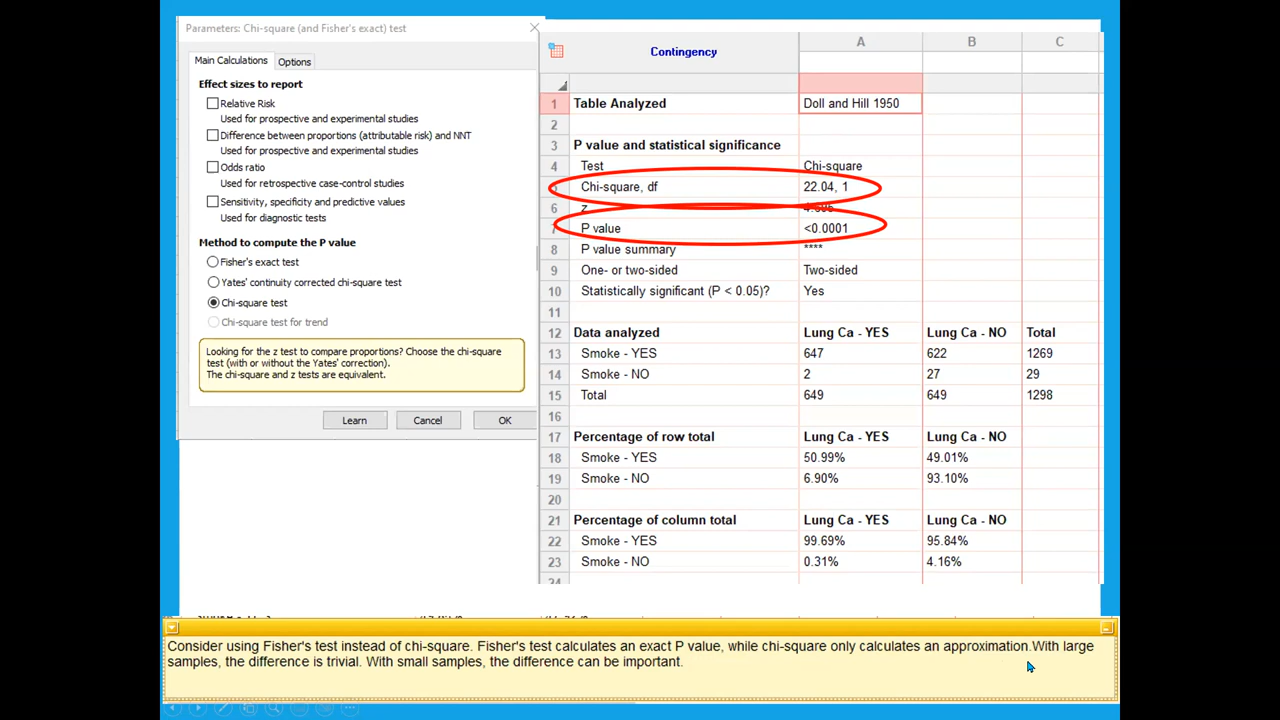 Parameters: Chi-square (and Fisher's exact) test
Main Calculations Options
Effect sizes to report
Relative Risk
Used for prospective and experimental studies
Difference between proportions (attributable risk) and NNT
Used for prospective and experimental studies
Odds ratio
Used for retrospective case-control studies
Sensitivity, specificity and predictive values
Used for diagnostic tests
Method to compute the P value
Fisher's exact test
Yates' continuity corrected chi-square test
Chi-square test
Chi-square test for trend
Looking for the z test to compare proportions? Choose the chi-square
test (with or without the Yates' correction).
The chi-square and z tests are equivalent.
Learn Cancel OK
Contingency A B C
1 Table Analyzed Doll and Hill 1950
2
3 P value and statistical significance
4 Test Chi-square
5 Chi-square, df 22.04, 1
6 z
7 P value <0.0001
8 P value summary ****
9 One- or two-sided Two-sided
10 Statistically significant (P < 0.05)? Yes
11
12 Data analyzed Lung Ca - YES Lung Ca - NO Total
13 Smoke - YES 647 622 1269
14 Smoke - NO 2 27 29
15 Total 649 649 1298
16
17 Percentage of row total Lung Ca - YES Lung Ca - NO
18 Smoke - YES 50.99% 49.01%
19 Smoke - NO 6.90% 93.10%
20
21 Percentage of column total Lung Ca - YES Lung Ca - NO
22 Smoke - YES 99.69% 95.84%
23 Smoke - NO 0.31% 4.16%
Consider using Fisher's test instead of chi-square. Fisher's test calculates an exact P value, while chi-square only calculates an approximation.With large
samples, the difference is trivial. With small samples, the difference can be important.